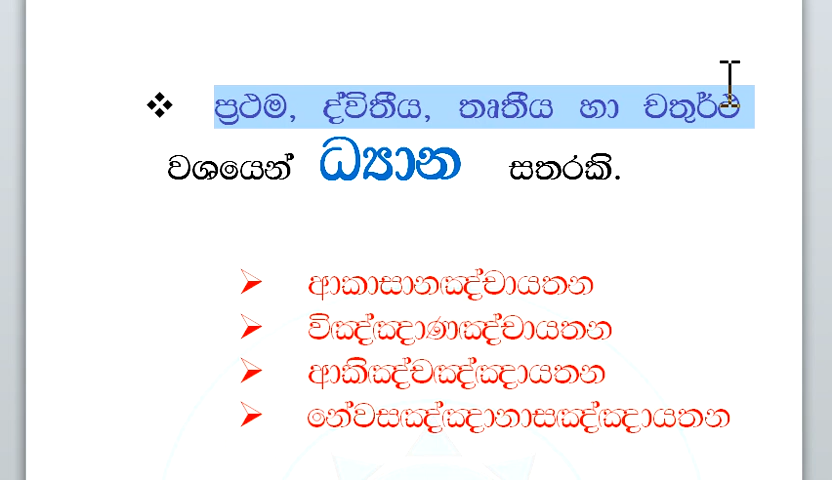 ❖ ප්‍රථම, ද්විතීය, තෘතීය හා චතුර්ථ
වශයෙන් ධ්‍යාන සතරකි.
➢ ආකාසානඤ්චායතන
➢ විඤ්ඤාණඤ්චායතන
➢ ආකිඤ්චඤ්ඤායතන
➢ නේවසඤ්ඤානාසඤ්ඤායතන